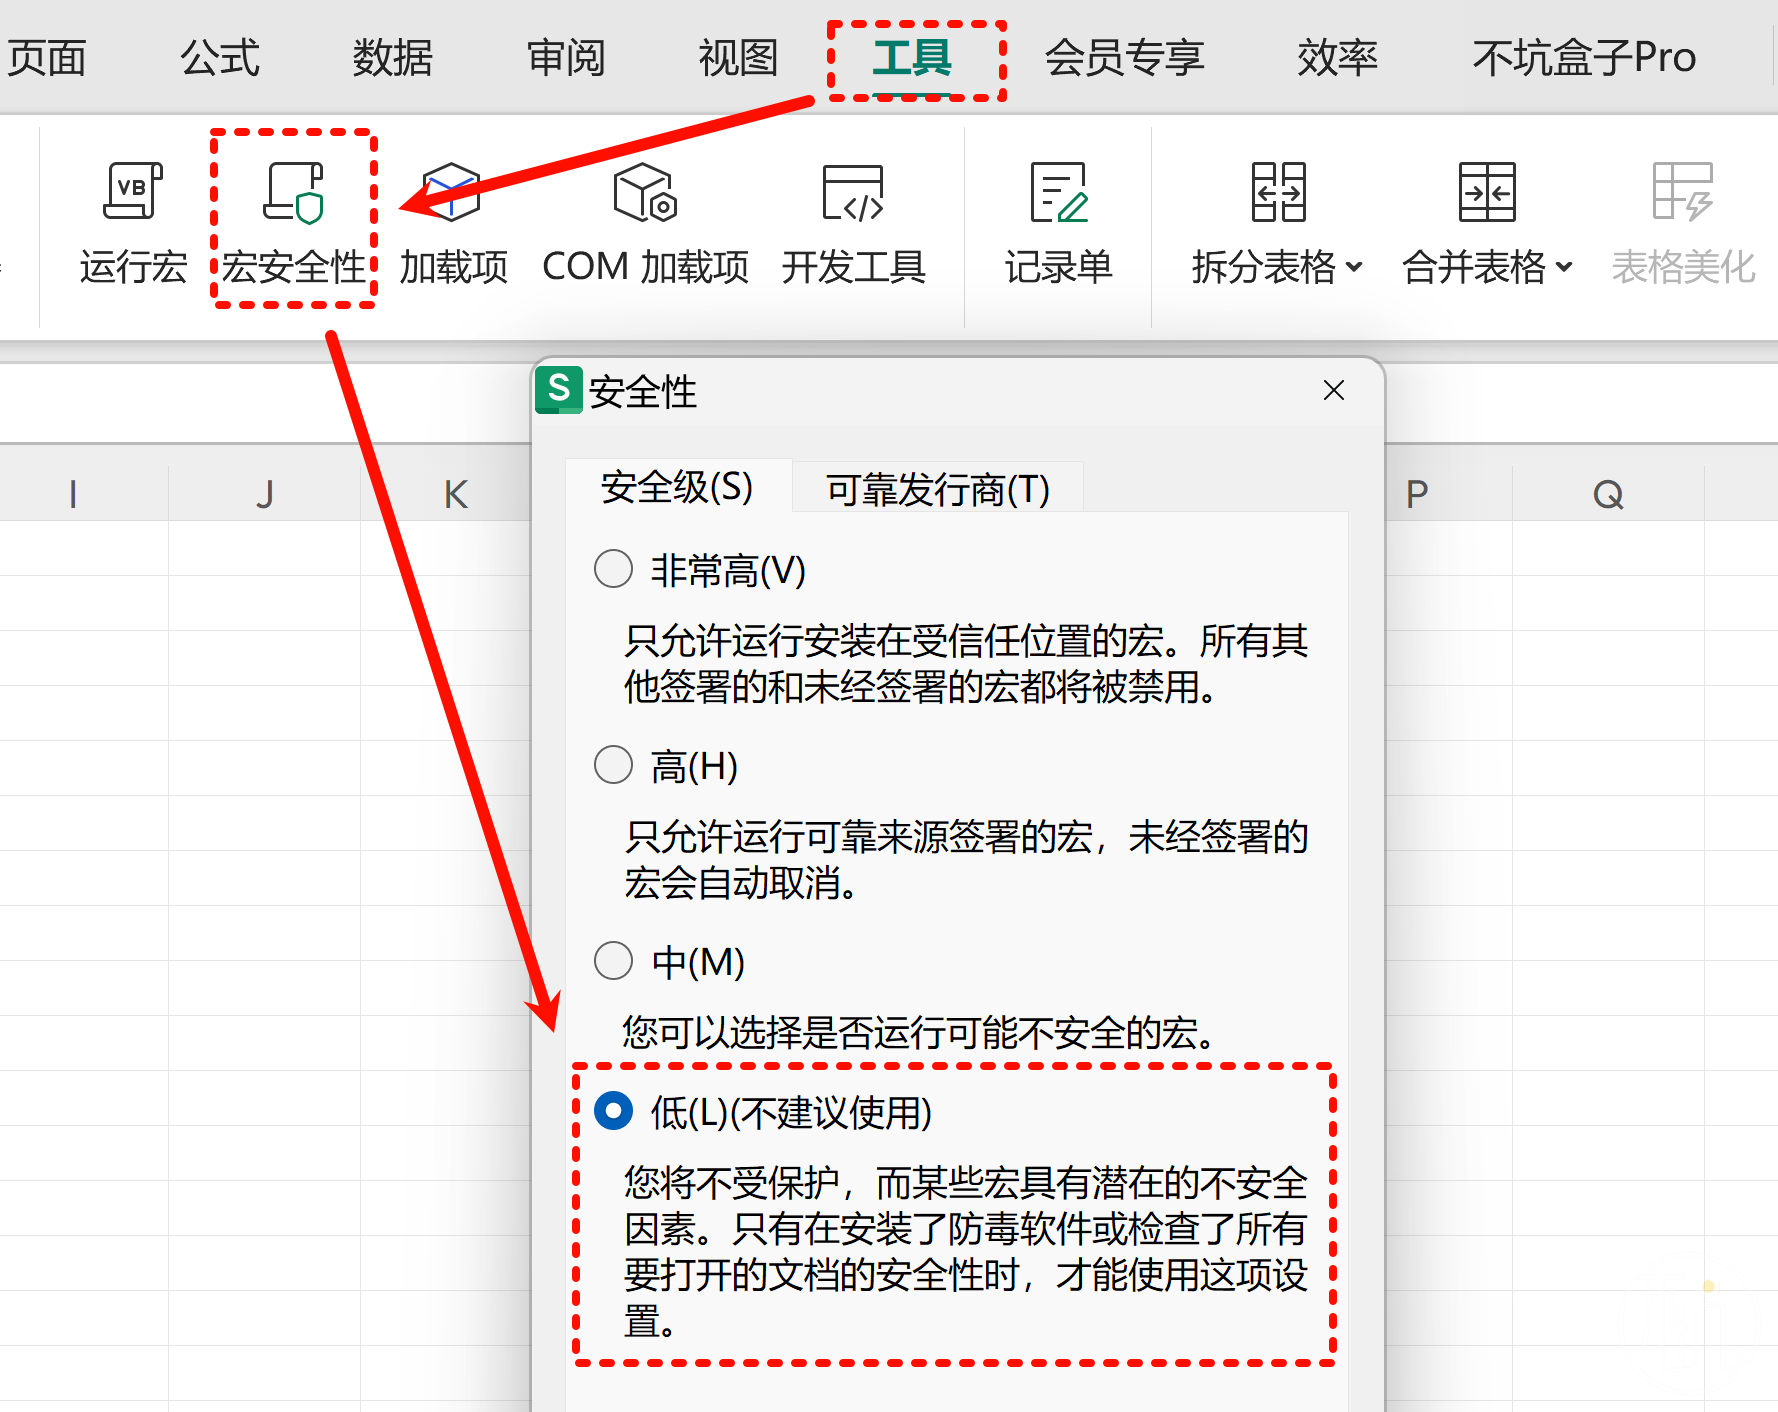 页面 公式 数据 审阅 视图 工具 会员专享 效率 不坑盒子Pro
VB
运行宏 宏安全性 加载项 COM 加载项 开发工具 记录单 拆分表格 合并表格 表格美化
S 安全性
I J K P Q
安全级(S) 可靠发行商(T)
非常高(V)
只允许运行安装在受信任位置的宏。所有其
他签署的和未经签署的宏都将被禁用。
高(H)
只允许运行可靠来源签署的宏，未经签署的
宏会自动取消。
中(M)
您可以选择是否运行可能不安全的宏。
低(L)(不建议使用)
您将不受保护，而某些宏具有潜在的不安全
因素。只有在安装了防毒软件或检查了所有
要打开的文档的安全性时，才能使用这项设
置。